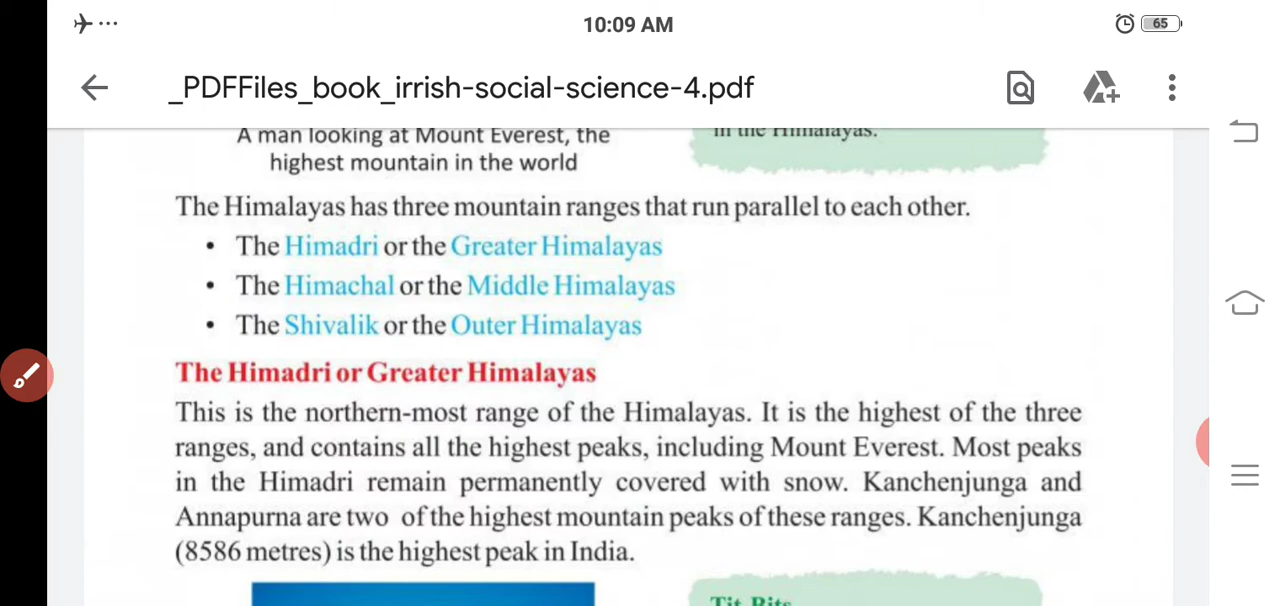 10:09 AM
65
_PDFFiles_book_irrish-social-science-4.pdf
A man looking at Mount Everest, the
highest mountain in the world
in the Himalayas.
The Himalayas has three mountain ranges that run parallel to each other.
• The Himadri or the Greater Himalayas
• The Himachal or the Middle Himalayas
• The Shivalik or the Outer Himalayas
The Himadri or Greater Himalayas
This is the northern-most range of the Himalayas. It is the highest of the three
ranges, and contains all the highest peaks, including Mount Everest. Most peaks
in the Himadri remain permanently covered with snow. Kanchenjunga and
Annapurna are two of the highest mountain peaks of these ranges. Kanchenjunga
(8586 metres) is the highest peak in India.
Tit-Bits